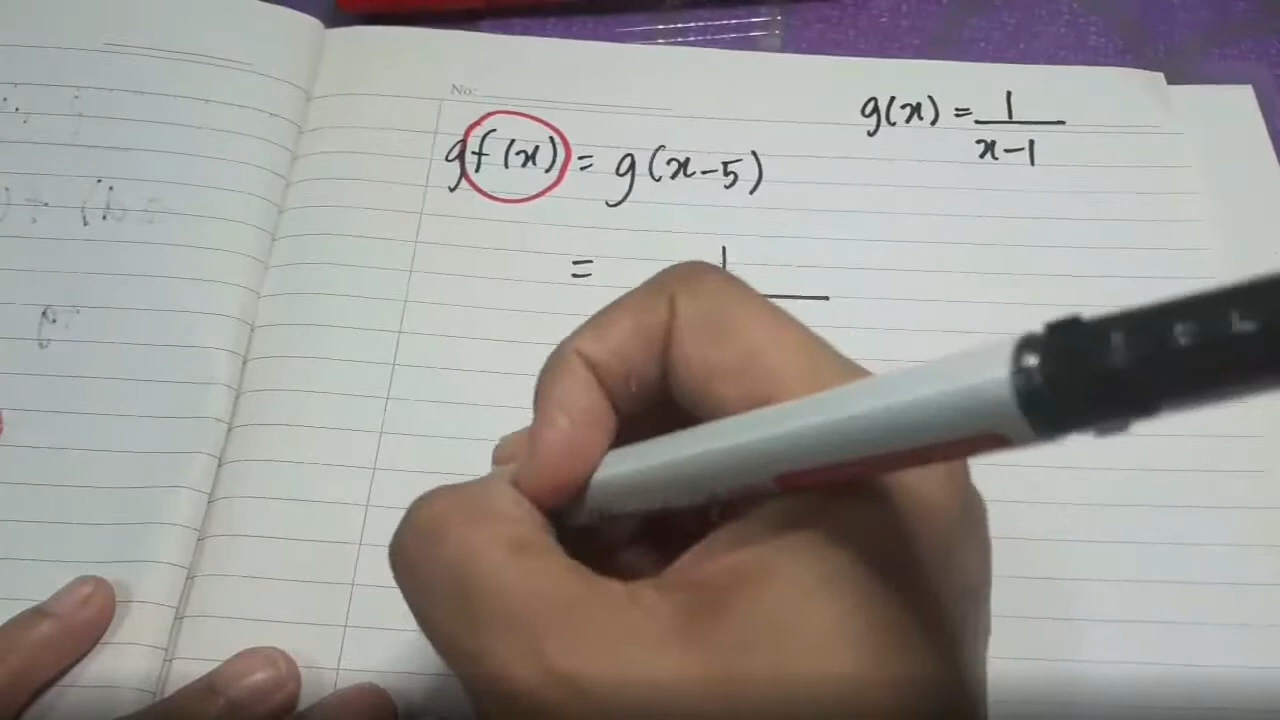 No:
g(x) = 1/(x-1)
gf(x) = g(x-5)
= 1